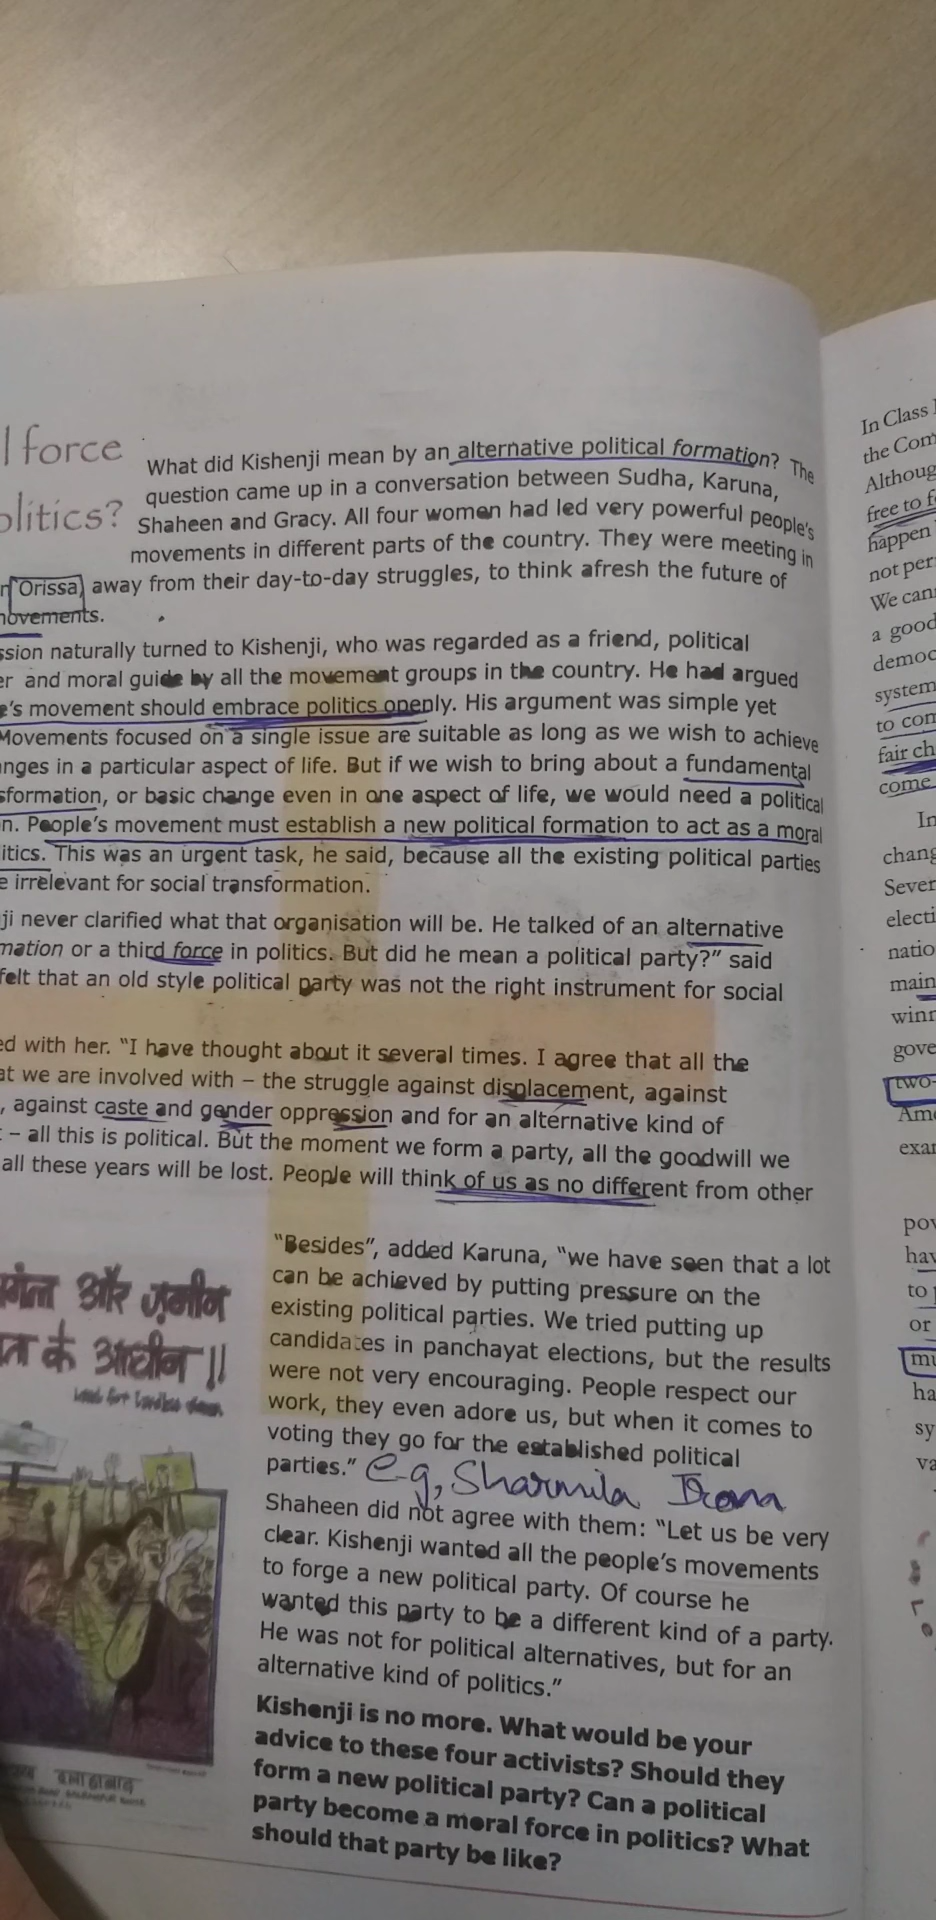 l force
olitics?
What did Kishenji mean by an alternative political formation? The
question came up in a conversation between Sudha, Karuna,
Shaheen and Gracy. All four women had led very powerful people's
movements in different parts of the country. They were meeting in
Orissa, away from their day-to-day struggles, to think afresh the future of
movements.
ssion naturally turned to Kishenji, who was regarded as a friend, political
er and moral guide by all the movement groups in the country. He had argued
e's movement should embrace politics openly. His argument was simple yet
Movements focused on a single issue are suitable as long as we wish to achieve
nges in a particular aspect of life. But if we wish to bring about a fundamental
sformation, or basic change even in one aspect of life, we would need a political
n. People's movement must establish a new political formation to act as a moral
itics. This was an urgent task, he said, because all the existing political parties
e irrelevant for social transformation.
ji never clarified what that organisation will be. He talked of an alternative
mation or a third force in politics. But did he mean a political party?" said
felt that an old style political party was not the right instrument for social
ed with her. "I have thought about it several times. I agree that all the
at we are involved with – the struggle against displacement, against
, against caste and gender oppression and for an alternative kind of
t – all this is political. But the moment we form a party, all the goodwill we
all these years will be lost. People will think of us as no different from other
"Besides", added Karuna, "we have seen that a lot
can be achieved by putting pressure on the
existing political parties. We tried putting up
candidates in panchayat elections, but the results
were not very encouraging. People respect our
work, they even adore us, but when it comes to
voting they go for the established political
parties." e-g, Sharmila Irom
Shaheen did not agree with them: "Let us be very
clear. Kishenji wanted all the people's movements
to forge a new political party. Of course he
wanted this party to be a different kind of a party.
He was not for political alternatives, but for an
alternative kind of politics."
Kishenji is no more. What would be your
advice to these four activists? Should they
form a new political party? Can a political
party become a moral force in politics? What
should that party be like?
और ज़मीन
के आधीन !!
In Class
the Com
Althoug
free to f
happen
not per
We can
a good
democ
system
to con
fair ch
come
In
chang
Sever
electi
natio
main
winr
gove
two-
Ame
exar
pov
hav
to
or
mu
ha
sy
va